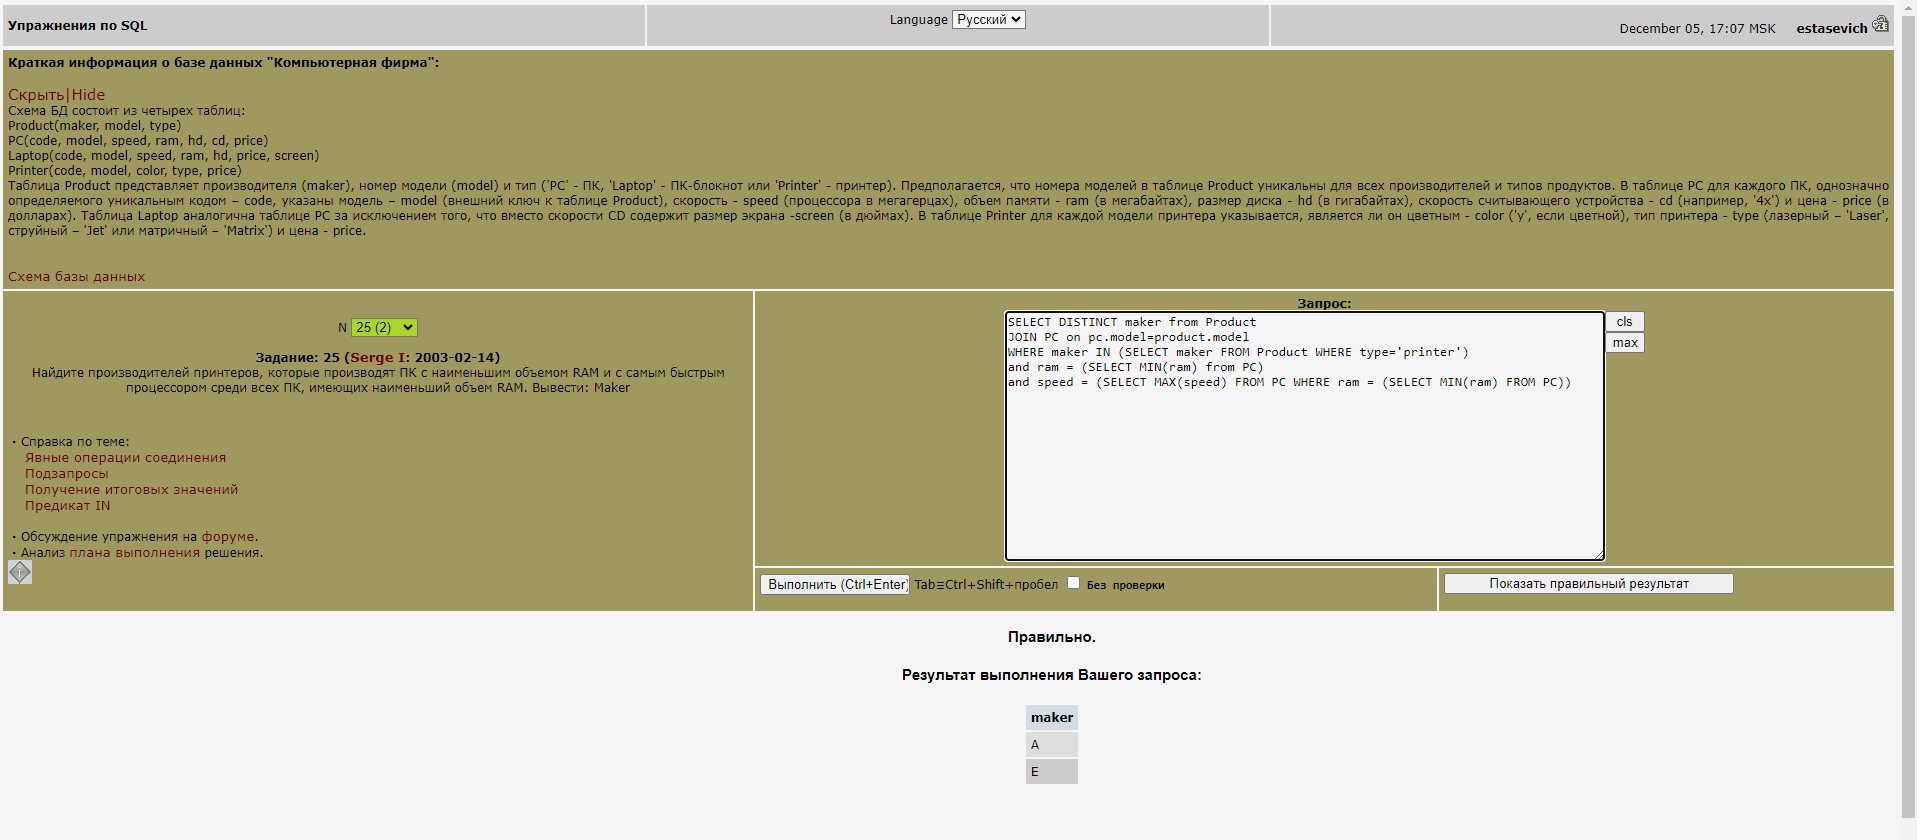 Упражнения по SQL
Language Русский
December 05, 17:07 MSK estasevich
Краткая информация о базе данных "Компьютерная фирма":
Скрыть|Hide
Схема БД состоит из четырех таблиц:
Product(maker, model, type)
PC(code, model, speed, ram, hd, cd, price)
Laptop(code, model, speed, ram, hd, price, screen)
Printer(code, model, color, type, price)
Таблица Product представляет производителя (maker), номер модели (model) и тип ('PC' - ПК, 'Laptop' - ПК-блокнот или 'Printer' - принтер). Предполагается, что номера моделей в таблице Product уникальны для всех производителей и типов продуктов. В таблице PC для каждого ПК, однозначно
определяемого уникальным кодом – code, указаны модель – model (внешний ключ к таблице Product), скорость - speed (процессора в мегагерцах), объем памяти - ram (в мегабайтах), размер диска - hd (в гигабайтах), скорость считывающего устройства - cd (например, '4x') и цена - price (в
долларах). Таблица Laptop аналогична таблице РС за исключением того, что вместо скорости CD содержит размер экрана -screen (в дюймах). В таблице Printer для каждой модели принтера указывается, является ли он цветным - color ('y', если цветной), тип принтера - type (лазерный – 'Laser',
струйный – 'Jet' или матричный – 'Matrix') и цена - price.
Схема базы данных
N 25 (2)
Задание: 25 (Serge I: 2003-02-14)
Найдите производителей принтеров, которые производят ПК с наименьшим объемом RAM и с самым быстрым
процессором среди всех ПК, имеющих наименьший объем RAM. Вывести: Maker
· Справка по теме:
Явные операции соединения
Подзапросы
Получение итоговых значений
Предикат IN
· Обсуждение упражнения на форуме.
· Анализ плана выполнения решения.
Запрос:
SELECT DISTINCT maker from Product
JOIN PC on pc.model=product.model
WHERE maker IN (SELECT maker FROM Product WHERE type='printer')
and ram = (SELECT MIN(ram) from PC)
and speed = (SELECT MAX(speed) FROM PC WHERE ram = (SELECT MIN(ram) FROM PC))
cls
max
Выполнить (Ctrl+Enter) Tab≡Ctrl+Shift+пробел Без проверки
Показать правильный результат
Правильно.
Результат выполнения Вашего запроса:
maker
A
E